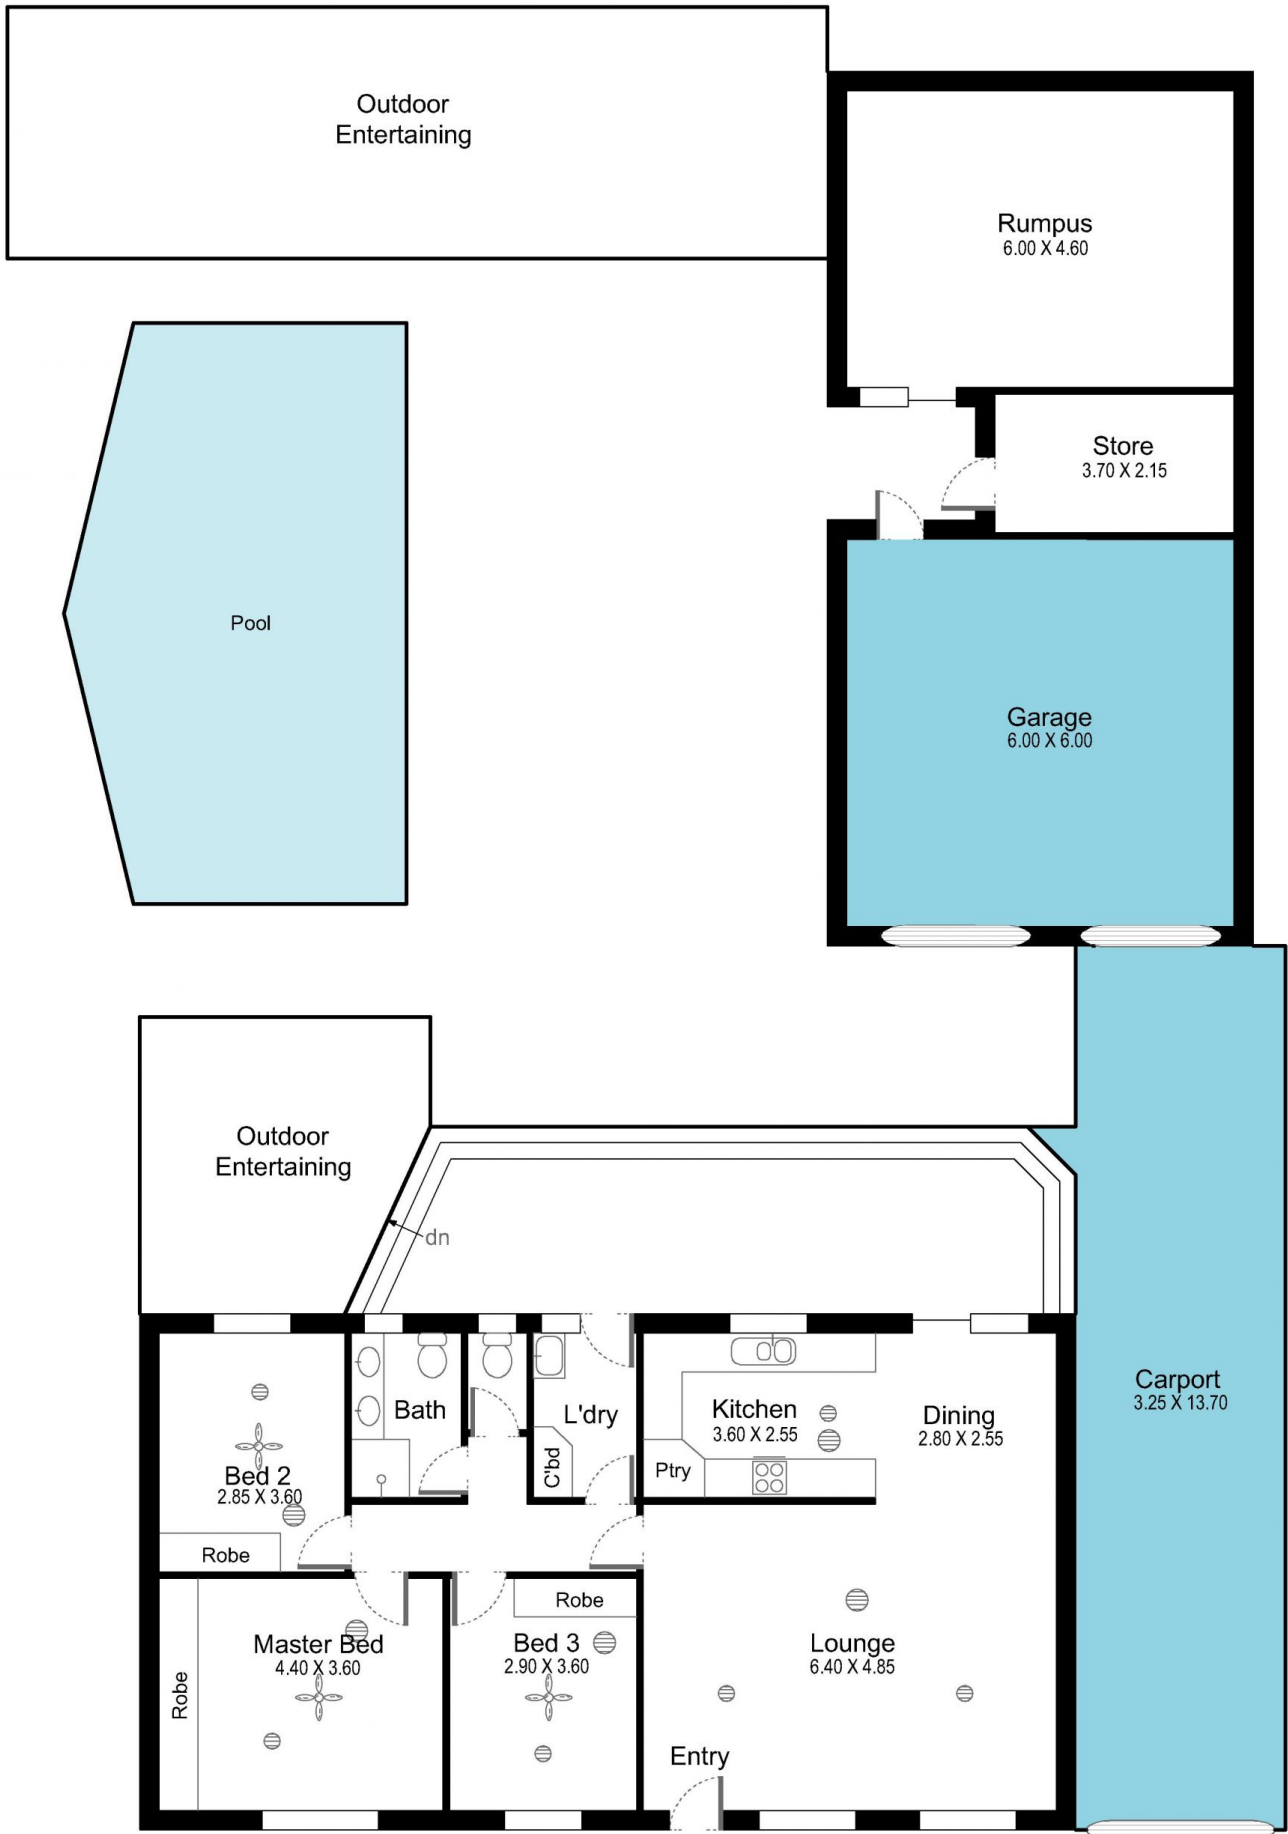 Outdoor
Entertaining
Rumpus
6.00 X 4.60
Store
3.70 X 2.15
Pool
Garage
6.00 X 6.00
Outdoor
Entertaining
dn
Carport
3.25 X 13.70
Bed 2
2.85 X 3.60
Robe
Bath
L'dry
C'bd
Kitchen
3.60 X 2.55
Ptry
Dining
2.80 X 2.55
Master Bed
4.40 X 3.60
Robe
Robe
Bed 3
2.90 X 3.60
Lounge
6.40 X 4.85
Entry